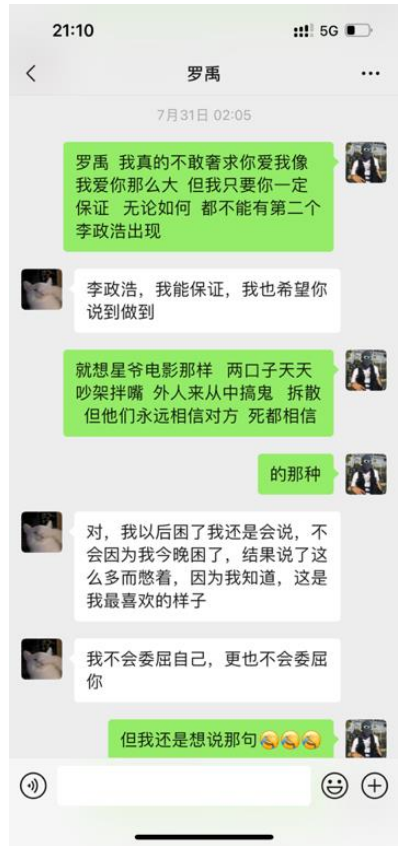 21:10
5G
罗禹
7月31日 02:05
罗禹 我真的不敢奢求你爱我像
我爱你那么大 但我只要你一定
保证 无论如何 都不能有第二个
李政浩出现
李政浩，我能保证，我也希望你
说到做到
就想星爷电影那样 两口子天天
吵架拌嘴 外人来从中搞鬼 拆散
但他们永远相信对方 死都相信
的那种
对，我以后困了我还是会说，不
会因为我今晚困了，结果说了这
么多而憋着，因为我知道，这是
我最喜欢的样子
我不会委屈自己，更也不会委屈
你
但我还是想说那句